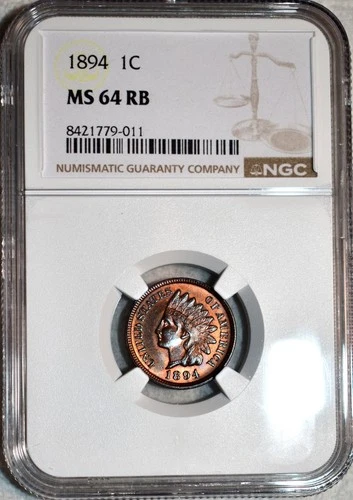 1894 1C
MS 64 RB
8421779-011
NUMISMATIC GUARANTY COMPANY NGC
UNITED STATES OF AMERICA
1894